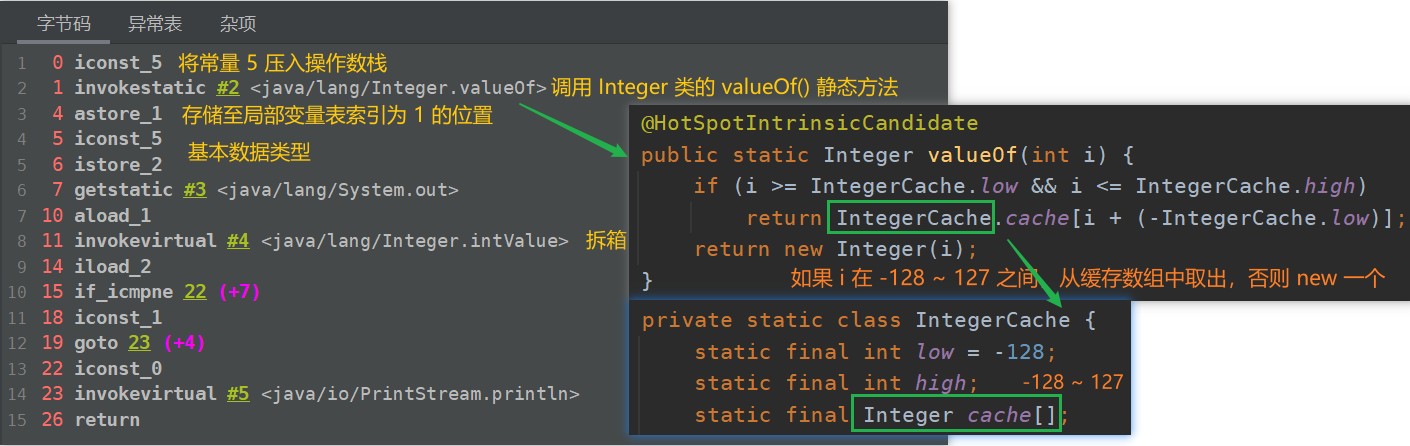 字节码 异常表 杂项
1 0 iconst_5 将常量 5 压入操作数栈
2 1 invokestatic #2 <java/lang/Integer.valueOf> 调用 Integer 类的 valueOf() 静态方法
3 4 astore_1 存储至局部变量表索引为 1 的位置
4 5 iconst_5
基本数据类型
5 6 istore_2
6 7 getstatic #3 <java/lang/System.out>
7 10 aload_1
8 11 invokevirtual #4 <java/lang/Integer.intValue> 拆箱
9 14 iload_2
10 15 if_icmpne 22 (+7)
11 18 iconst_1
12 19 goto 23 (+4)
13 22 iconst_0
14 23 invokevirtual #5 <java/io/PrintStream.println>
15 26 return
@HotSpotIntrinsicCandidate
public static Integer valueOf(int i) {
if (i >= IntegerCache.low && i <= IntegerCache.high)
return IntegerCache.cache[i + (-IntegerCache.low)];
return new Integer(i);
}
如果 i 在 -128 ~ 127 之间 从缓存数组中取出，否则 new 一个
private static class IntegerCache {
static final int low = -128;
static final int high; -128 ~ 127
static final Integer cache[];